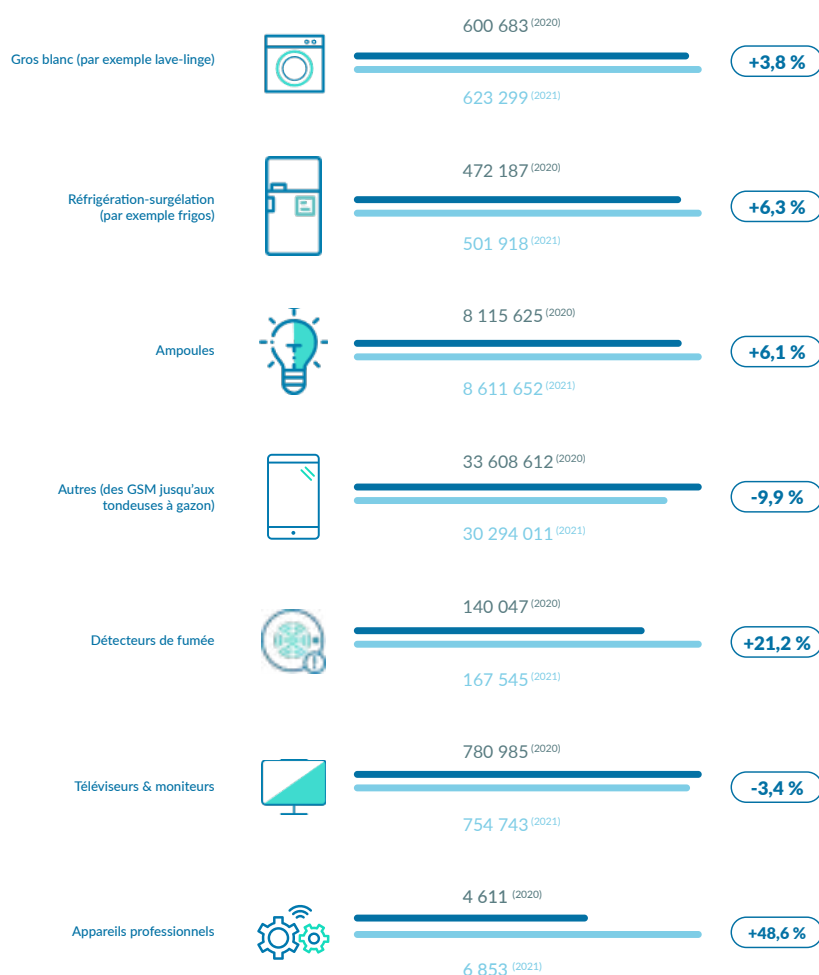 600 683 (2020)
Gros blanc (par exemple lave-linge)
+3,8 %
623 299 (2021)
472 187 (2020)
Réfrigération-surgélation
(par exemple frigos)
+6,3 %
501 918 (2021)
8 115 625 (2020)
Ampoules
+6,1 %
8 611 652 (2021)
33 608 612 (2020)
Autres (des GSM jusqu'aux
tondeuses à gazon)
-9,9 %
30 294 011 (2021)
140 047 (2020)
Détecteurs de fumée
+21,2 %
167 545 (2021)
780 985 (2020)
Téléviseurs & moniteurs
-3,4 %
754 743 (2021)
4 611 (2020)
Appareils professionnels
+48,6 %
6 853 (2021)